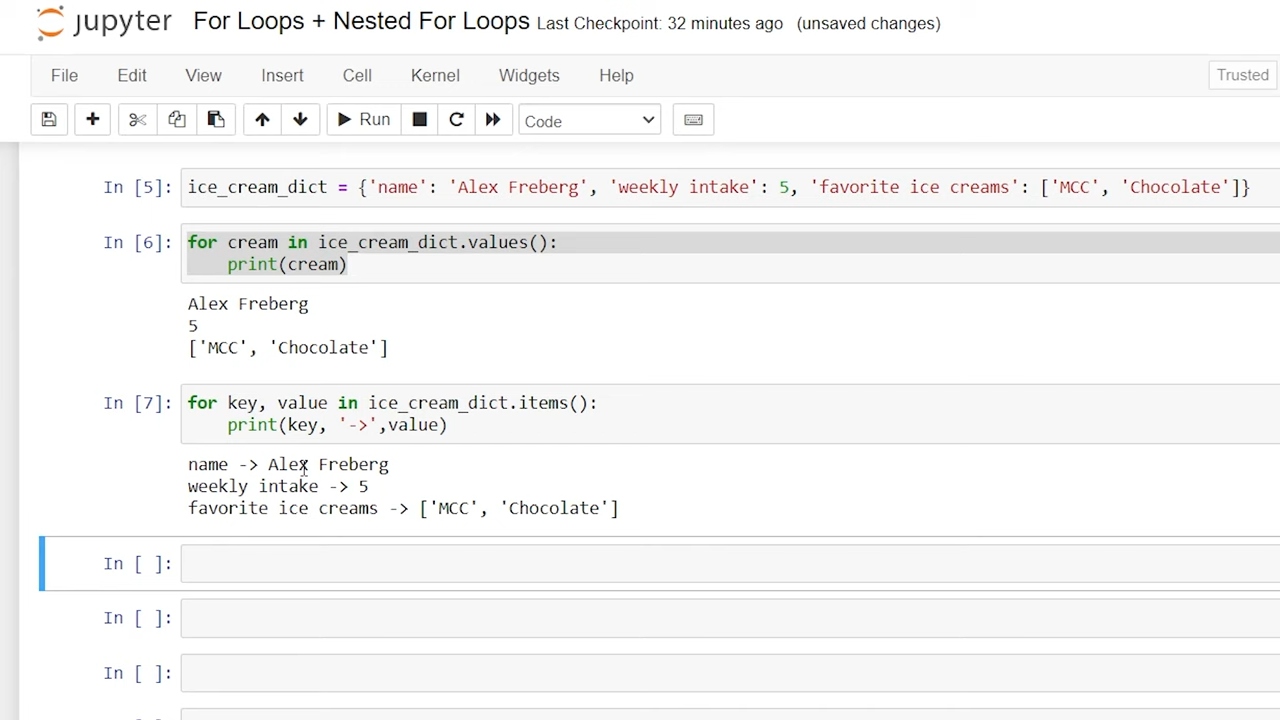 jupyter For Loops + Nested For Loops Last Checkpoint: 32 minutes ago (unsaved changes)
File Edit View Insert Cell Kernel Widgets Help Trusted
Run Code
In [5]: ice_cream_dict = {'name': 'Alex Freberg', 'weekly intake': 5, 'favorite ice creams': ['MCC', 'Chocolate']}
In [6]: for cream in ice_cream_dict.values():
print(cream)
Alex Freberg
5
['MCC', 'Chocolate']
In [7]: for key, value in ice_cream_dict.items():
print(key, '->',value)
name -> Alex Freberg
weekly intake -> 5
favorite ice creams -> ['MCC', 'Chocolate']
In [ ]:
In [ ]:
In [ ]: